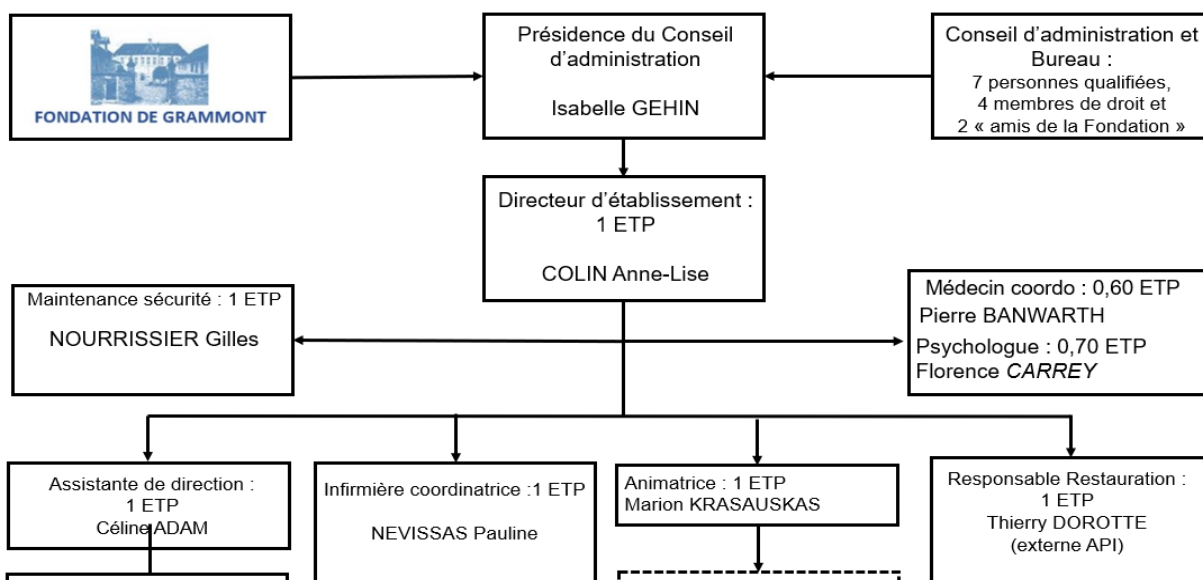 FONDATION DE GRAMMONT
Présidence du Conseil
d'administration
Isabelle GEHIN
Conseil d'administration et
Bureau :
7 personnes qualifiées,
4 membres de droit et
2 « amis de la Fondation »
Directeur d'établissement :
1 ETP
COLIN Anne-Lise
Maintenance sécurité : 1 ETP
NOURRISSIER Gilles
Médecin coordo : 0,60 ETP
Pierre BANWARTH
Psychologue : 0,70 ETP
Florence CARREY
Assistante de direction :
1 ETP
Céline ADAM
Infirmière coordinatrice :1 ETP
NEVISSAS Pauline
Animatrice : 1 ETP
Marion KRASAUSKAS
Responsable Restauration :
1 ETP
Thierry DOROTTE
(externe API)